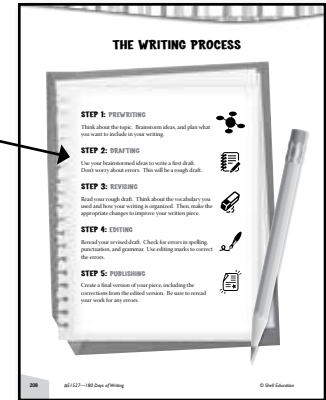 THE WRITING PROCESS
STEP 1: PREWRITING
Think about the topic. Brainstorm ideas, and plan what
you want to include in your writing.
STEP 2: DRAFTING
Use your brainstormed ideas to write a first draft.
Don't worry about errors. This will be a rough draft.
STEP 3: REVISING
Read your rough draft. Think about the vocabulary you
used and how your writing is organized. Then, make the
appropriate changes to improve your written piece.
STEP 4: EDITING
Reread your revised draft. Check for errors in spelling,
punctuation, and grammar. Use editing marks to correct
the errors.
STEP 5: PUBLISHING
Create a final version of your piece, including the
corrections from the edited version. Be sure to reread
your work for any errors.
208 #51527—180 Days of Writing © Shell Education